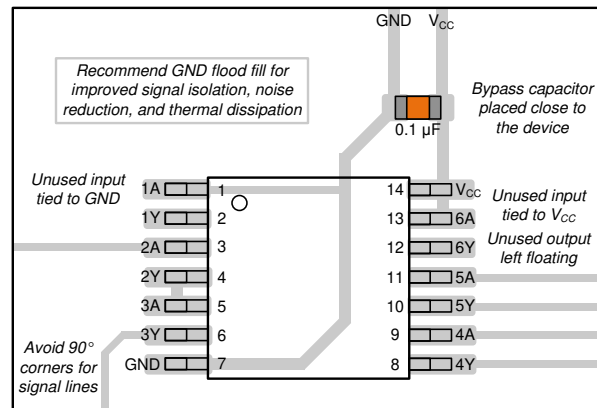 GND VCC
Recommend GND flood fill for
improved signal isolation, noise
reduction, and thermal dissipation
Bypass capacitor
placed close to
the device
0.1 µF
Unused input
tied to GND
1A 1 14 VCC
1Y 2 13 6A
2A 3 12 6Y
2Y 4 11 5A
3A 5 10 5Y
3Y 6 9 4A
GND 7 8 4Y
Unused input
tied to VCC
Unused output
left floating
Avoid 90°
corners for
signal lines